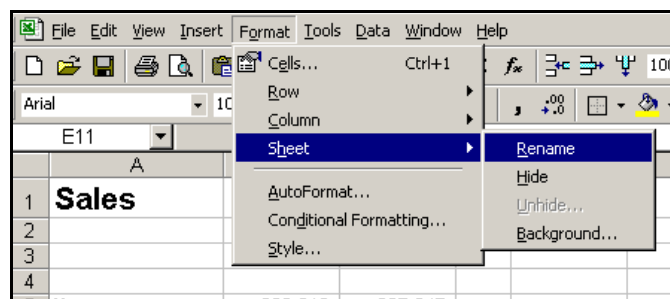 File Edit View Insert Format Tools Data Window Help
Cells... Ctrl+1
Row
Column
Sheet
AutoFormat...
Conditional Formatting...
Style...
Rename
Hide
Unhide...
Background...
fx
Arial
E11
A
1 Sales
2
3
4